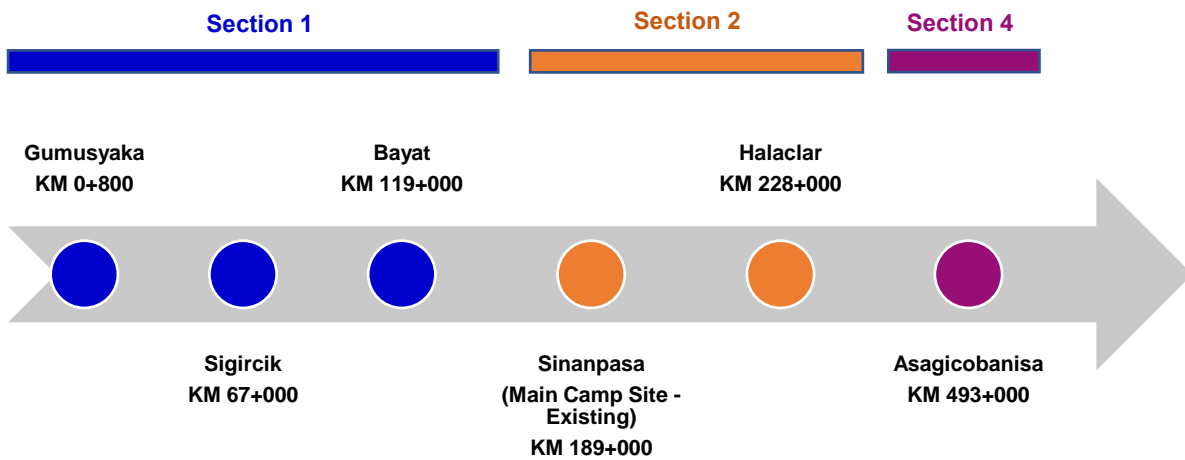 Section 1
Section 2
Section 4
Gumusyaka
KM 0+800
Bayat
KM 119+000
Halaclar
KM 228+000
Sigircik
KM 67+000
Sinanpasa
(Main Camp Site -
Existing)
KM 189+000
Asagicobanisa
KM 493+000